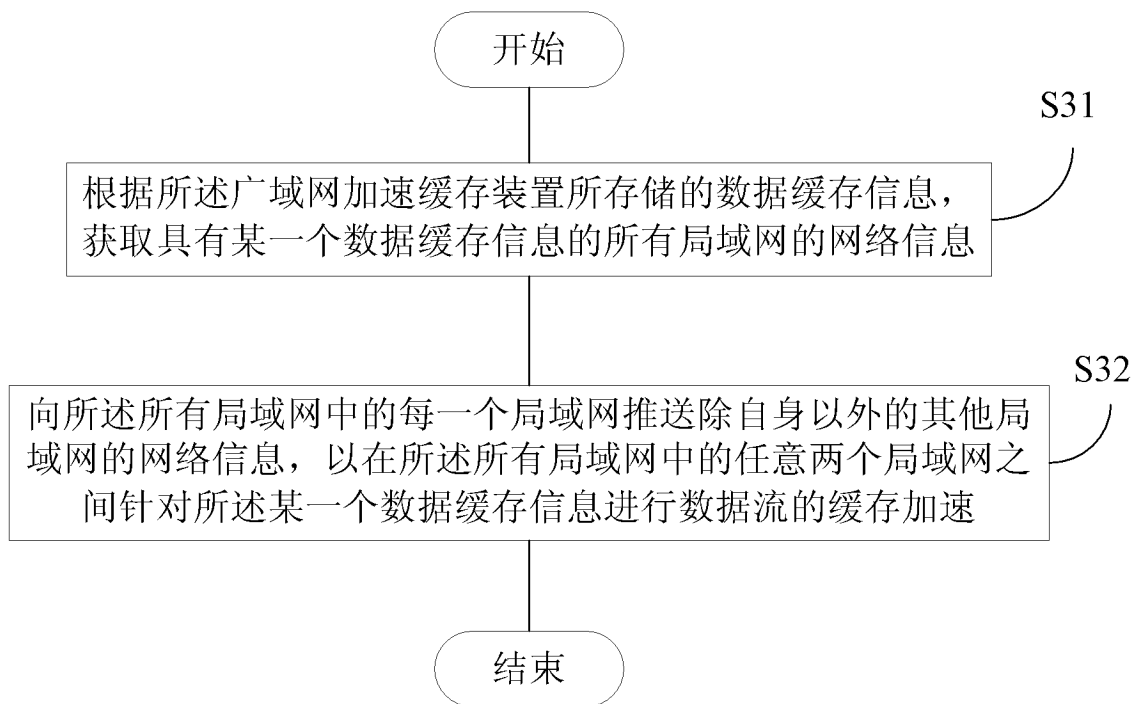 开始
S31
根据所述广域网加速缓存装置所存储的数据缓存信息，
获取具有某一个数据缓存信息的所有局域网的网络信息
S32
向所述所有局域网中的每一个局域网推送除自身以外的其他局
域网的网络信息，以在所述所有局域网中的任意两个局域网之
间针对所述某一个数据缓存信息进行数据流的缓存加速
结束